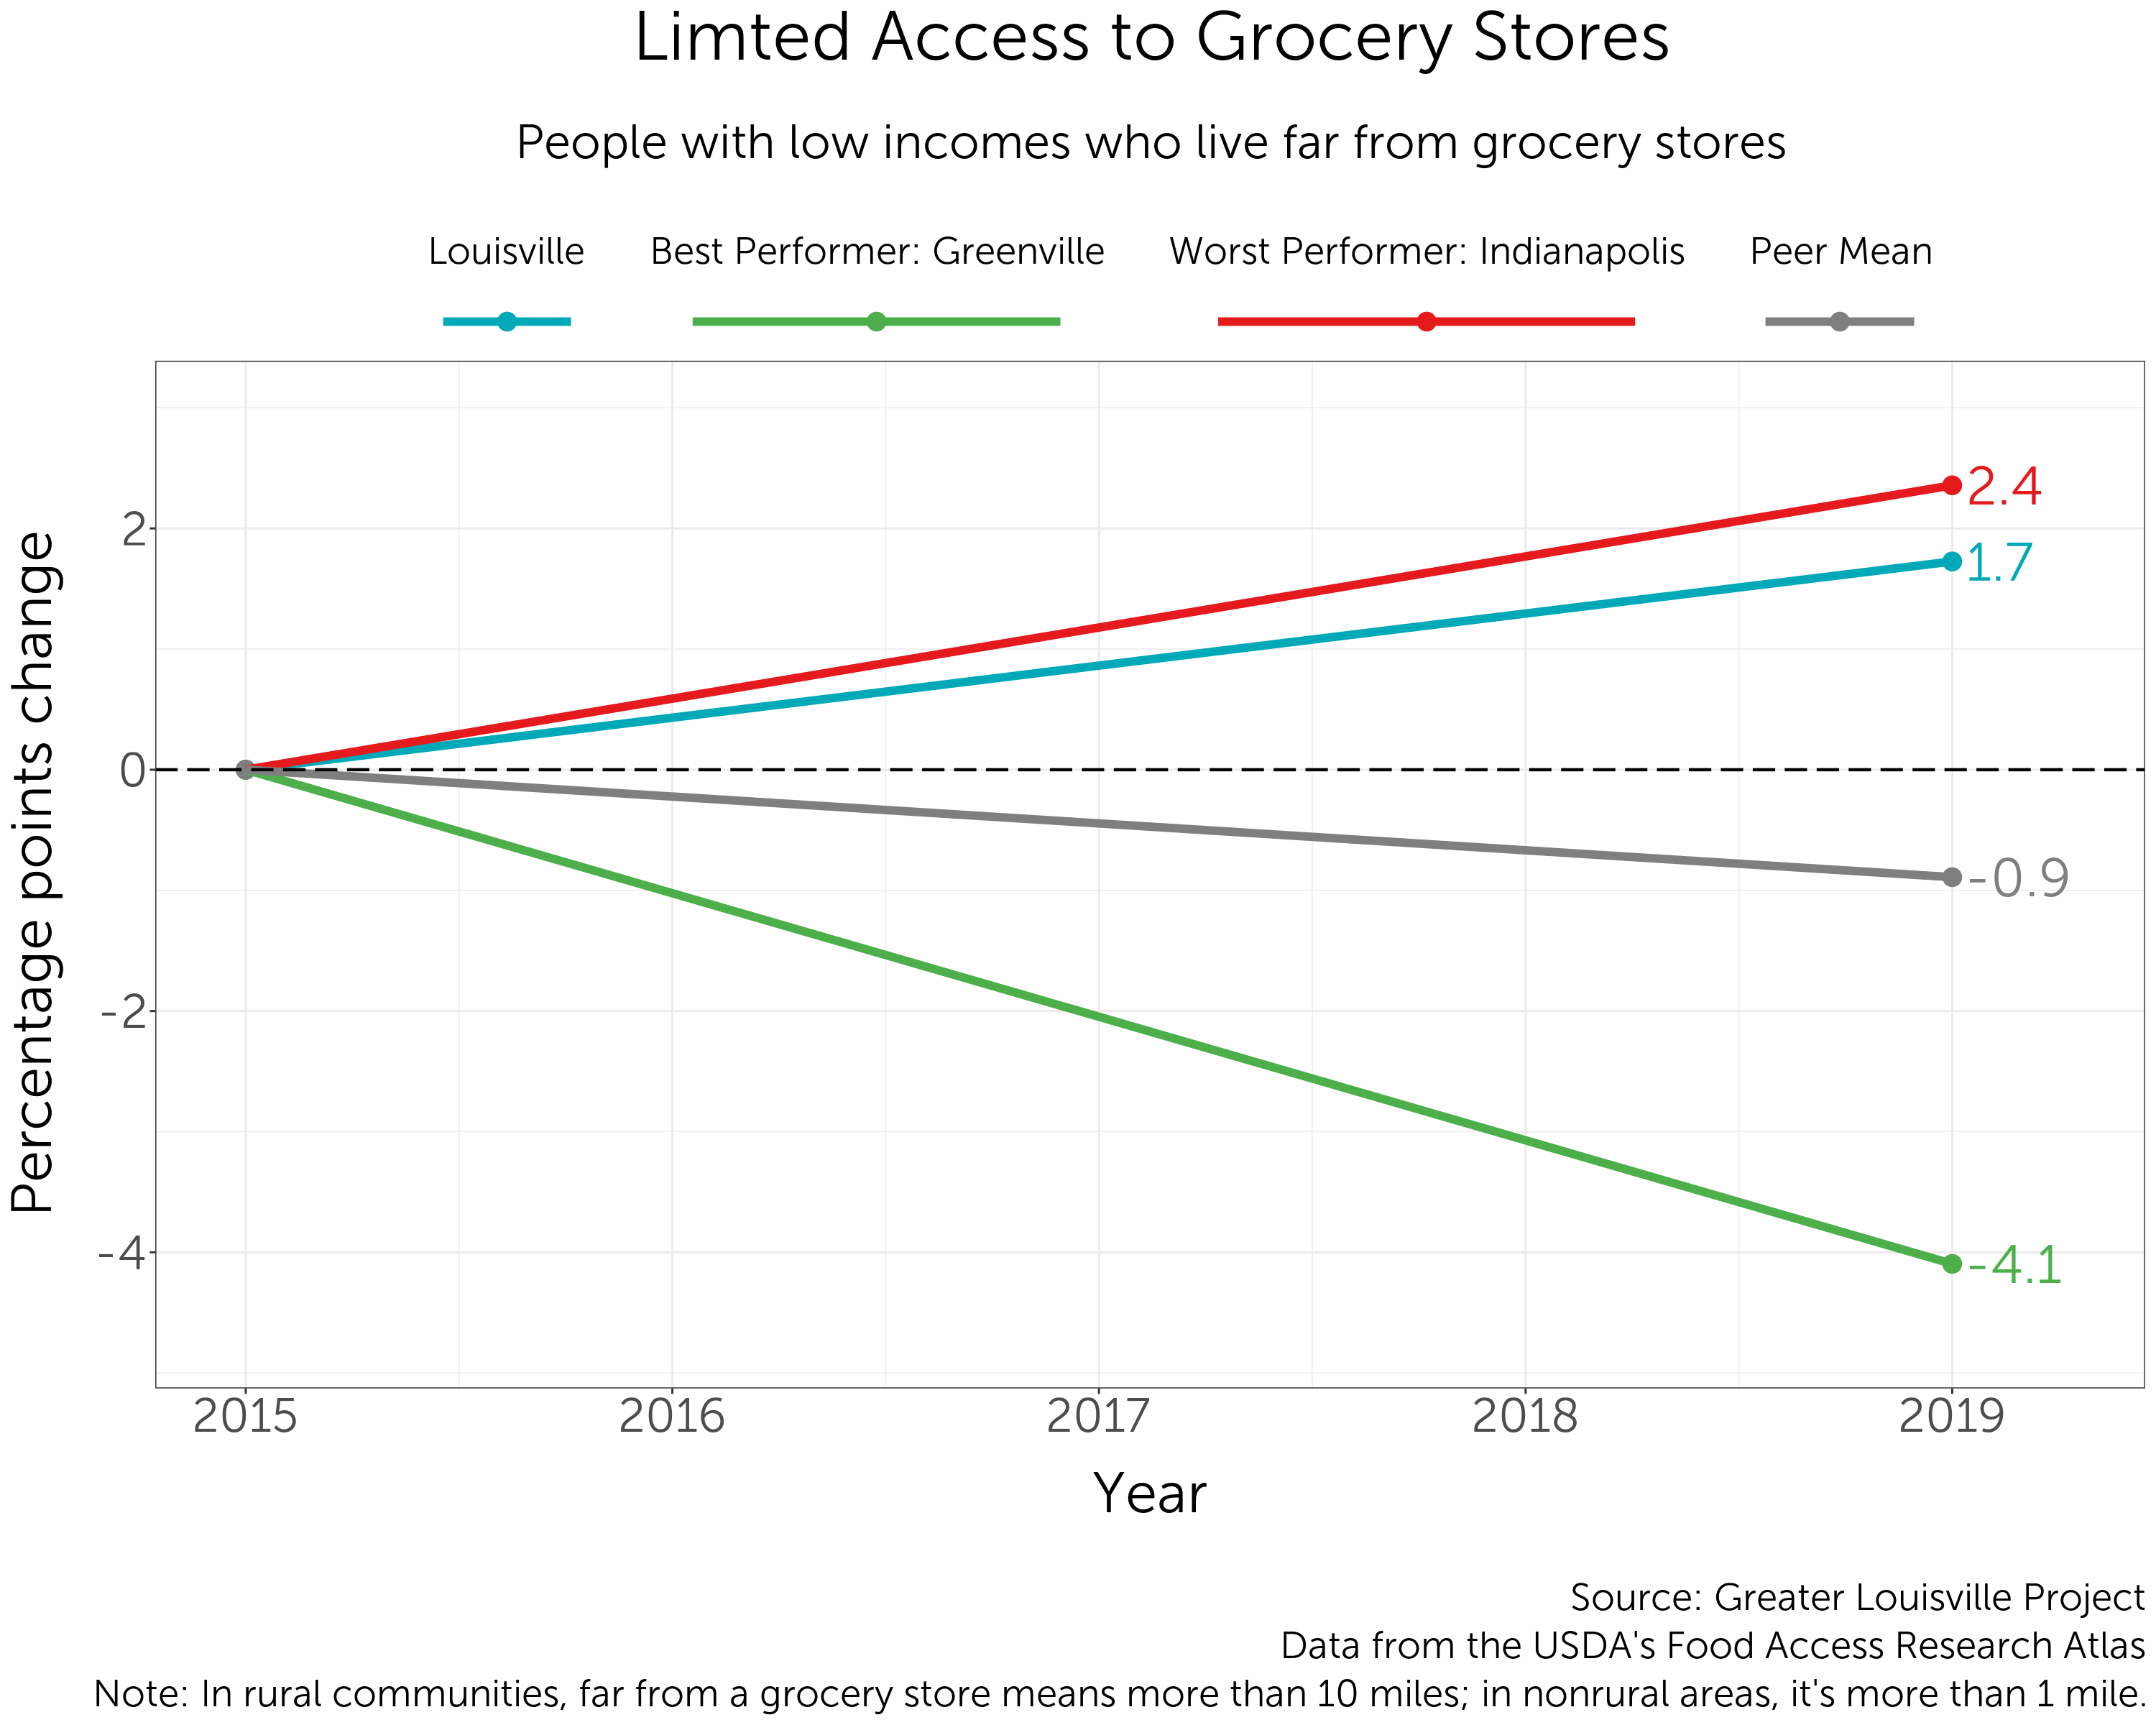 Limted Access to Grocery Stores
People with low incomes who live far from grocery stores
Louisville Best Performer: Greenville Worst Performer: Indianapolis Peer Mean
Percentage points change
2
0
-2
-4
2.4
1.7
-0.9
-4.1
2015 2016 2017 2018 2019
Year
Source: Greater Louisville Project
Data from the USDA's Food Access Research Atlas
Note: In rural communities, far from a grocery store means more than 10 miles; in nonrural areas, it's more than 1 mile.